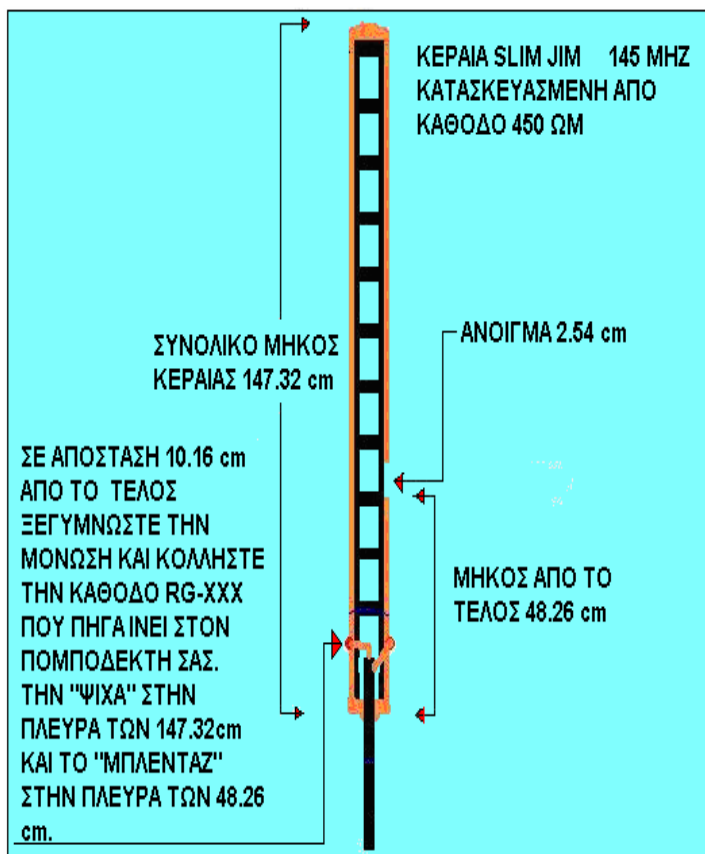 ΚΕΡΑΙΑ SLIM JIM 145 MHZ
ΚΑΤΑΣΚΕΥΑΣΜΕΝΗ ΑΠΟ
ΚΑΘΟΔΟ 450 ΩΜ
ΣΥΝΟΛΙΚΟ ΜΗΚΟΣ
ΚΕΡΑΙΑΣ 147.32 cm
ΑΝΟΙΓΜΑ 2.54 cm
ΣΕ ΑΠΟΣΤΑΣΗ 10.16 cm
ΑΠΟ ΤΟ ΤΕΛΟΣ
ΞΕΓΥΜΝΩΣΤΕ ΤΗΝ
ΜΟΝΩΣΗ ΚΑΙ ΚΟΛΛΗΣΤΕ
ΤΗΝ ΚΑΘΟΔΟ RG-XXX
ΠΟΥ ΠΗΓΑΙΝΕΙ ΣΤΟΝ
ΠΟΜΠΟΔΕΚΤΗ ΣΑΣ.
ΤΗΝ "ΨΙΧΑ" ΣΤΗΝ
ΠΛΕΥΡΑ ΤΩΝ 147.32cm
ΚΑΙ ΤΟ "ΜΠΛΕΝΤΑΖ"
ΣΤΗΝ ΠΛΕΥΡΑ ΤΩΝ 48.26
cm.
ΜΗΚΟΣ ΑΠΟ ΤΟ
ΤΕΛΟΣ 48.26 cm